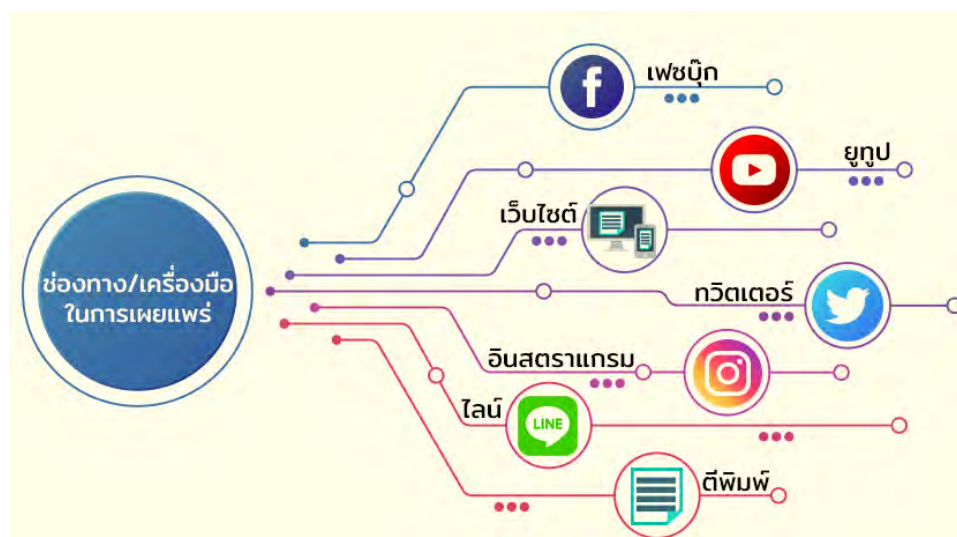 ช่องทาง/เครื่องมือ
ในการเผยแพร่
เฟซบุ๊ก
ยูทูป
เว็บไซต์
ทวิตเตอร์
อินสตราแกรม
ไลน์
LINE
ตีพิมพ์